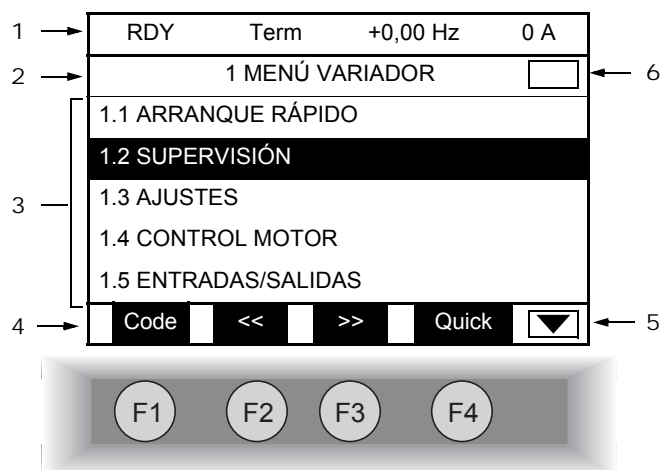 1 RDY Term +0,00 Hz 0 A
2 1 MENÚ VARIADOR 6
1.1 ARRANQUE RÁPIDO
1.2 SUPERVISIÓN
3 1.3 AJUSTES
1.4 CONTROL MOTOR
1.5 ENTRADAS/SALIDAS
4 Code << >> Quick 5
F1 F2 F3 F4